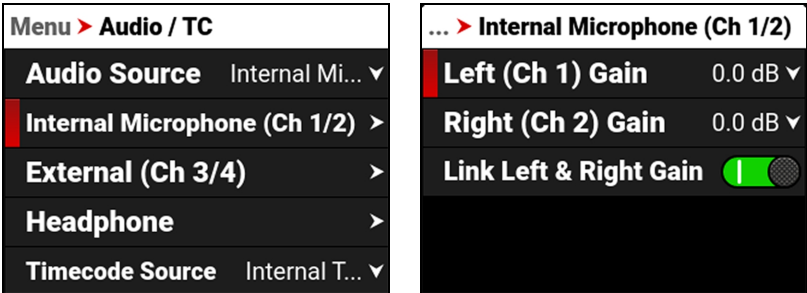 Menu > Audio / TC
Audio Source Internal Mi...
Internal Microphone (Ch 1/2)
External (Ch 3/4)
Headphone
Timecode Source Internal T...
... > Internal Microphone (Ch 1/2)
Left (Ch 1) Gain 0.0 dB
Right (Ch 2) Gain 0.0 dB
Link Left & Right Gain